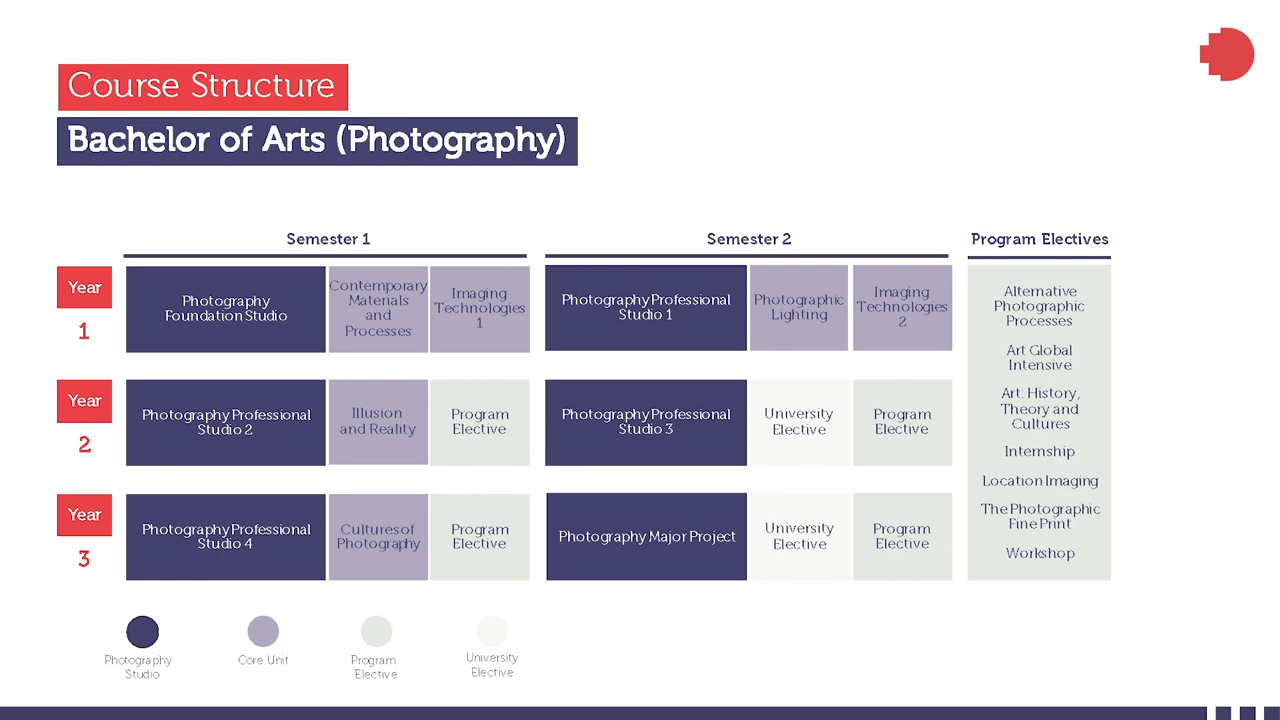 Course Structure
Bachelor of Arts (Photography)
Semester 1
Semester 2
Program Electives
Year
1
Photography
Foundation Studio
Contemporary
Materials
and
Processes
Imaging
Technologies
1
Photography Professional
Studio 1
Photographic
Lighting
Imaging
Technologies
2
Year
2
Photography Professional
Studio 2
Illusion
and Reality
Program
Elective
Photography Professional
Studio 3
University
Elective
Program
Elective
Year
3
Photography Professional
Studio 4
Cultures of
Photography
Program
Elective
Photography Major Project
University
Elective
Program
Elective
Alternative
Photographic
Processes
Art Global
Intensive
Art: History,
Theory and
Cultures
Internship
Location Imaging
The Photographic
Fine Print
Workshop
Photography
Studio
Core Unit
Program
Elective
University
Elective